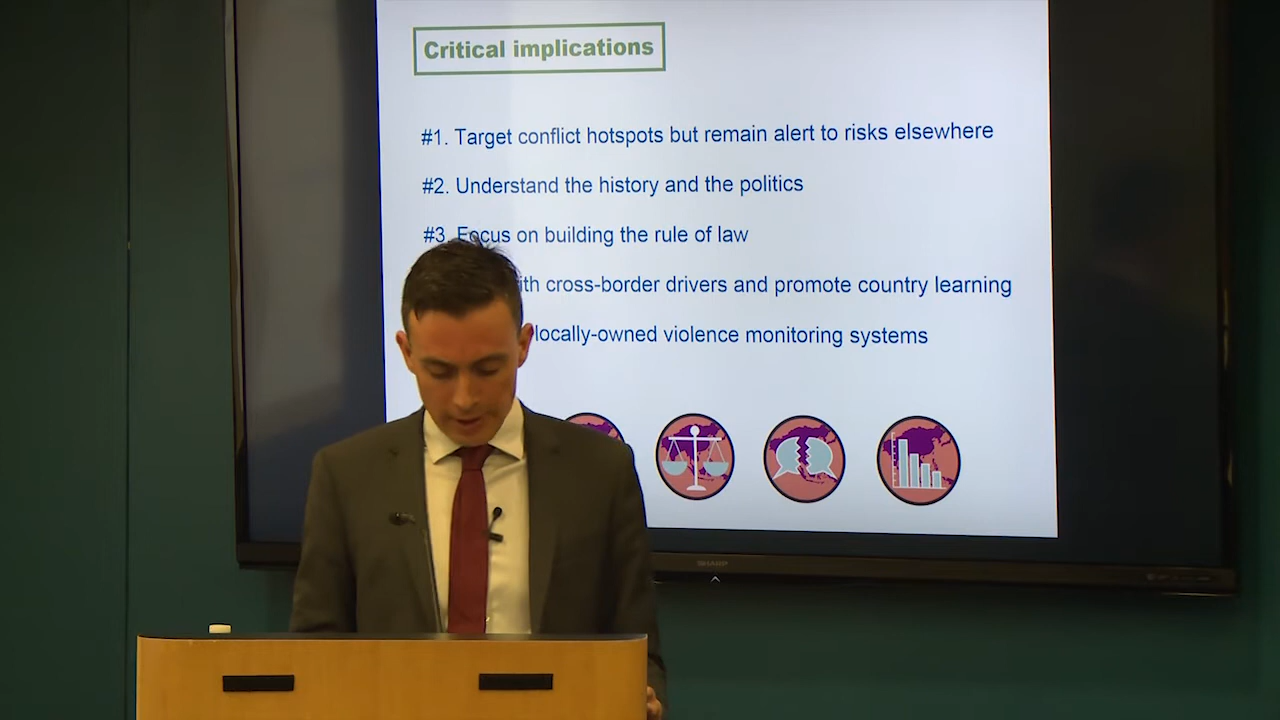 Critical implications
#1. Target conflict hotspots but remain alert to risks elsewhere
#2. Understand the history and the politics
#3. Focus on building the rule of law
with cross-border drivers and promote country learning
locally-owned violence monitoring systems
SHARP